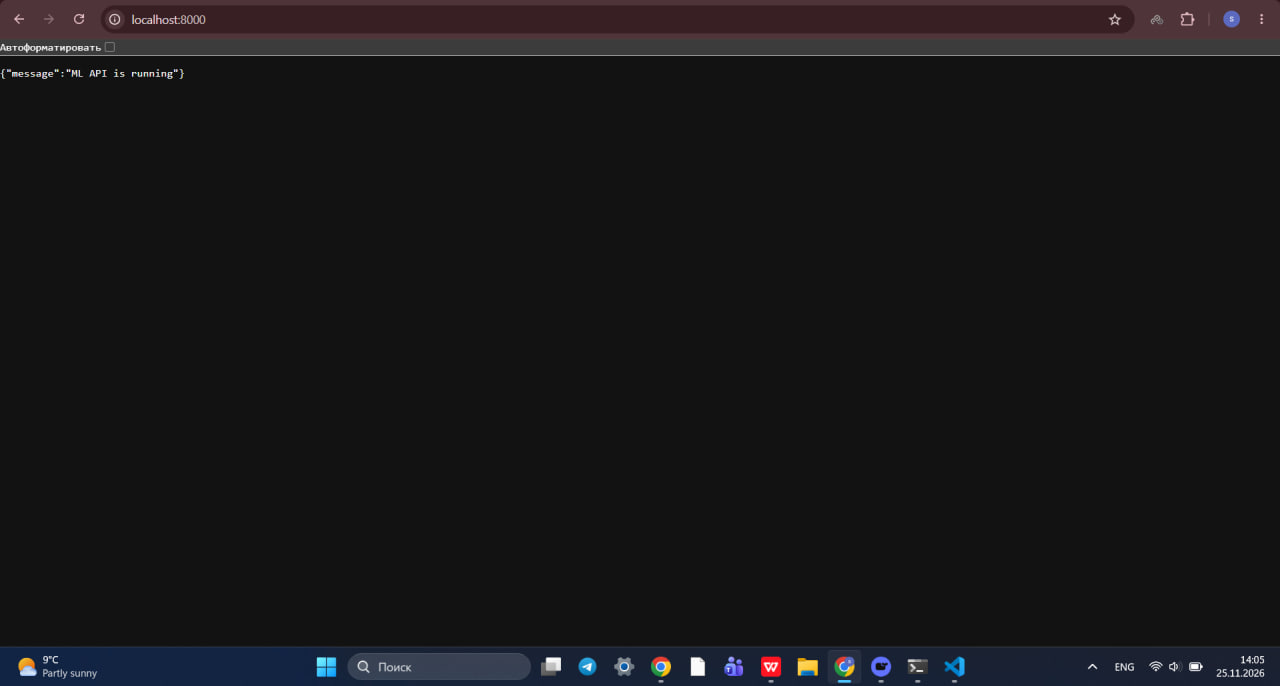 localhost:8000
S
Автоформатировать
{"message":"ML API is running"}
9°C
Partly sunny
Поиск
ENG
14:05
25.11.2026